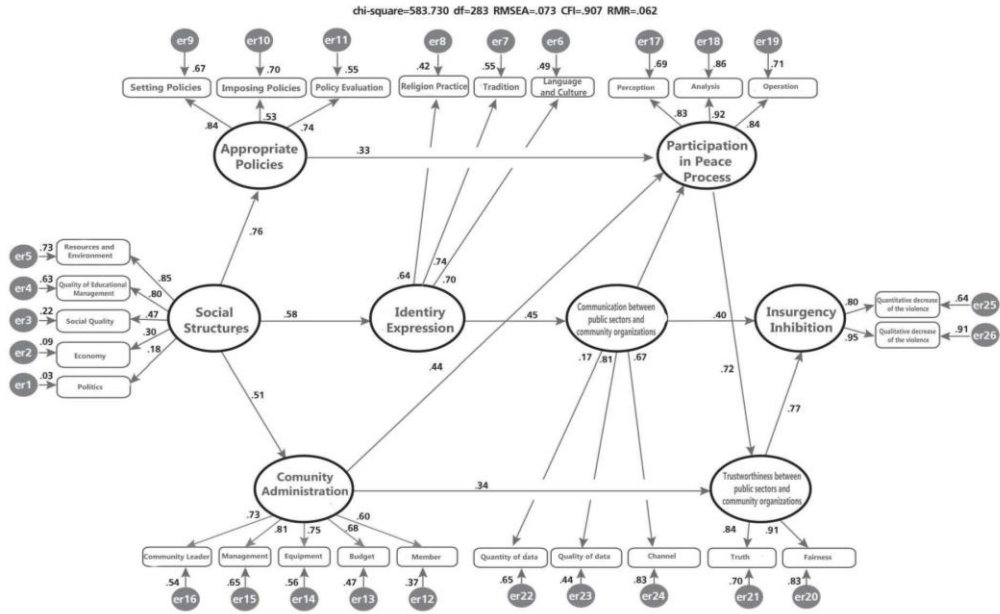 chi-square=583.730 df=283 RMSEA=.073 CFI=.907 RMR=.062
er9 er10 er11 er8 er7 er6 er17 er18 er19
.67 .70 .55 .42 .55 .49 .69 .86 .71
Setting Policies
Imposing Policies
Policy Evaluation
Religion Practice
Tradition
Language
and Culture
Perception
Analysis
Operation
.84 .53 .74 .83 .92 .84
Appropriate
Policies
.33
Participation
in Peace
Process
.76
.64 .74 .70
er5 .73 Resources and
Environment
.85
er4 .63 Quality of Educational
Management
.80
er3 .22 Social Quality
.47
er2 .09 Economy
.30
er1 .03 Politics
.18
Social
Structures
.58
Identiry
Expression
.45
Communication between
public sectors and
community organizations
.40
Insurgency
Inhibition
.80 Quantitative decrease
of the violence
.64 er25
.95 Qualitative decrease
of the violence
.91 er26
.17 .81 .67
.44
.72
.51
.77
Comunity
Administration
.34
Trustworthiness between
public sectors and
community organizations
.73 .81 .75 .68 .60
.84 .91
Community Leader
Management
Equipment
Budget
Member
Quantity of data
Quality of data
Channel
Truth
Fairness
.54 .65 .56 .47 .37 .65 .44 .83 .70 .83
er16 er15 er14 er13 er12 er22 er23 er24 er21 er20